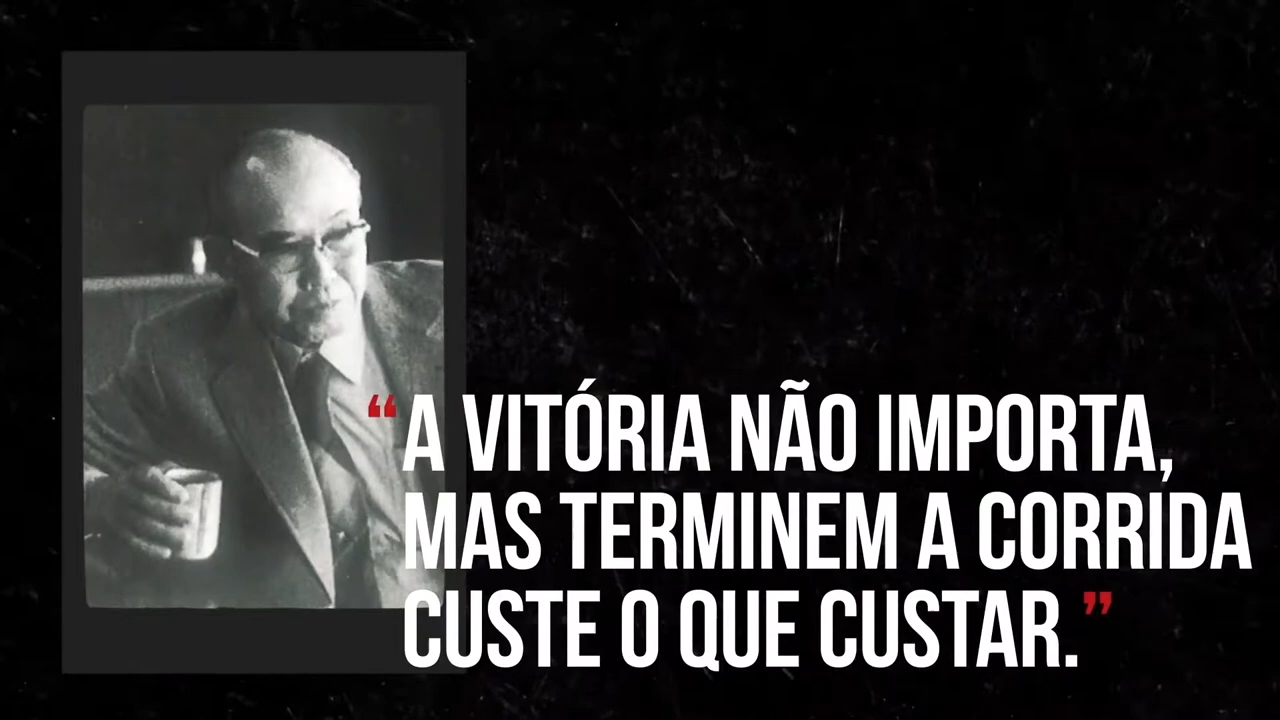 “A VITÓRIA NÃO IMPORTA,
MAS TERMINEM A CORRIDA
CUSTE O QUE CUSTAR.”